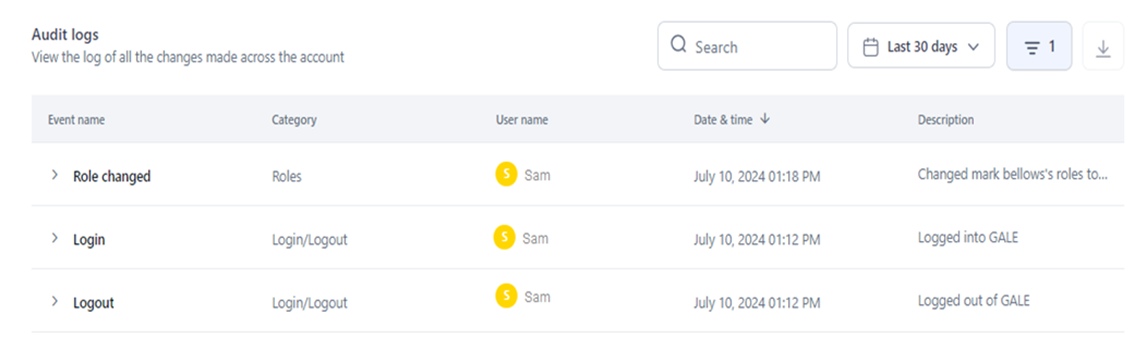 Audit logs
View the log of all the changes made across the account
Search
Last 30 days
1
Event name Category User name Date & time Description
Role changed Roles S Sam July 10, 2024 01:18 PM Changed mark bellows's roles to...
Login Login/Logout S Sam July 10, 2024 01:12 PM Logged into GALE
Logout Login/Logout S Sam July 10, 2024 01:12 PM Logged out of GALE